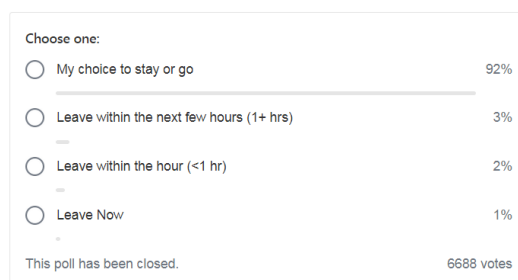 Choose one:
My choice to stay or go 92%
Leave within the next few hours (1+ hrs) 3%
Leave within the hour (<1 hr) 2%
Leave Now 1%
This poll has been closed. 6688 votes